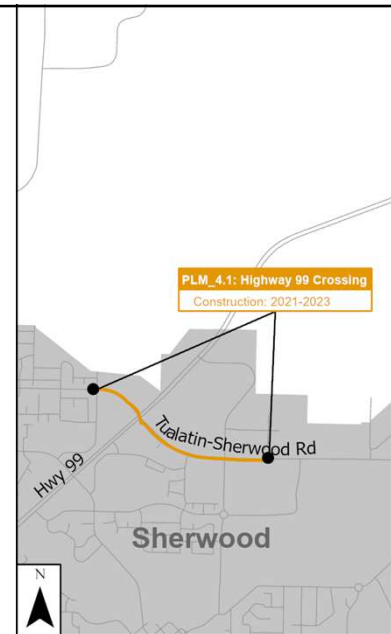 PLM_4.1: Highway 99 Crossing
Construction: 2021-2023
Tualatin-Sherwood Rd
Hwy 99
Sherwood
N